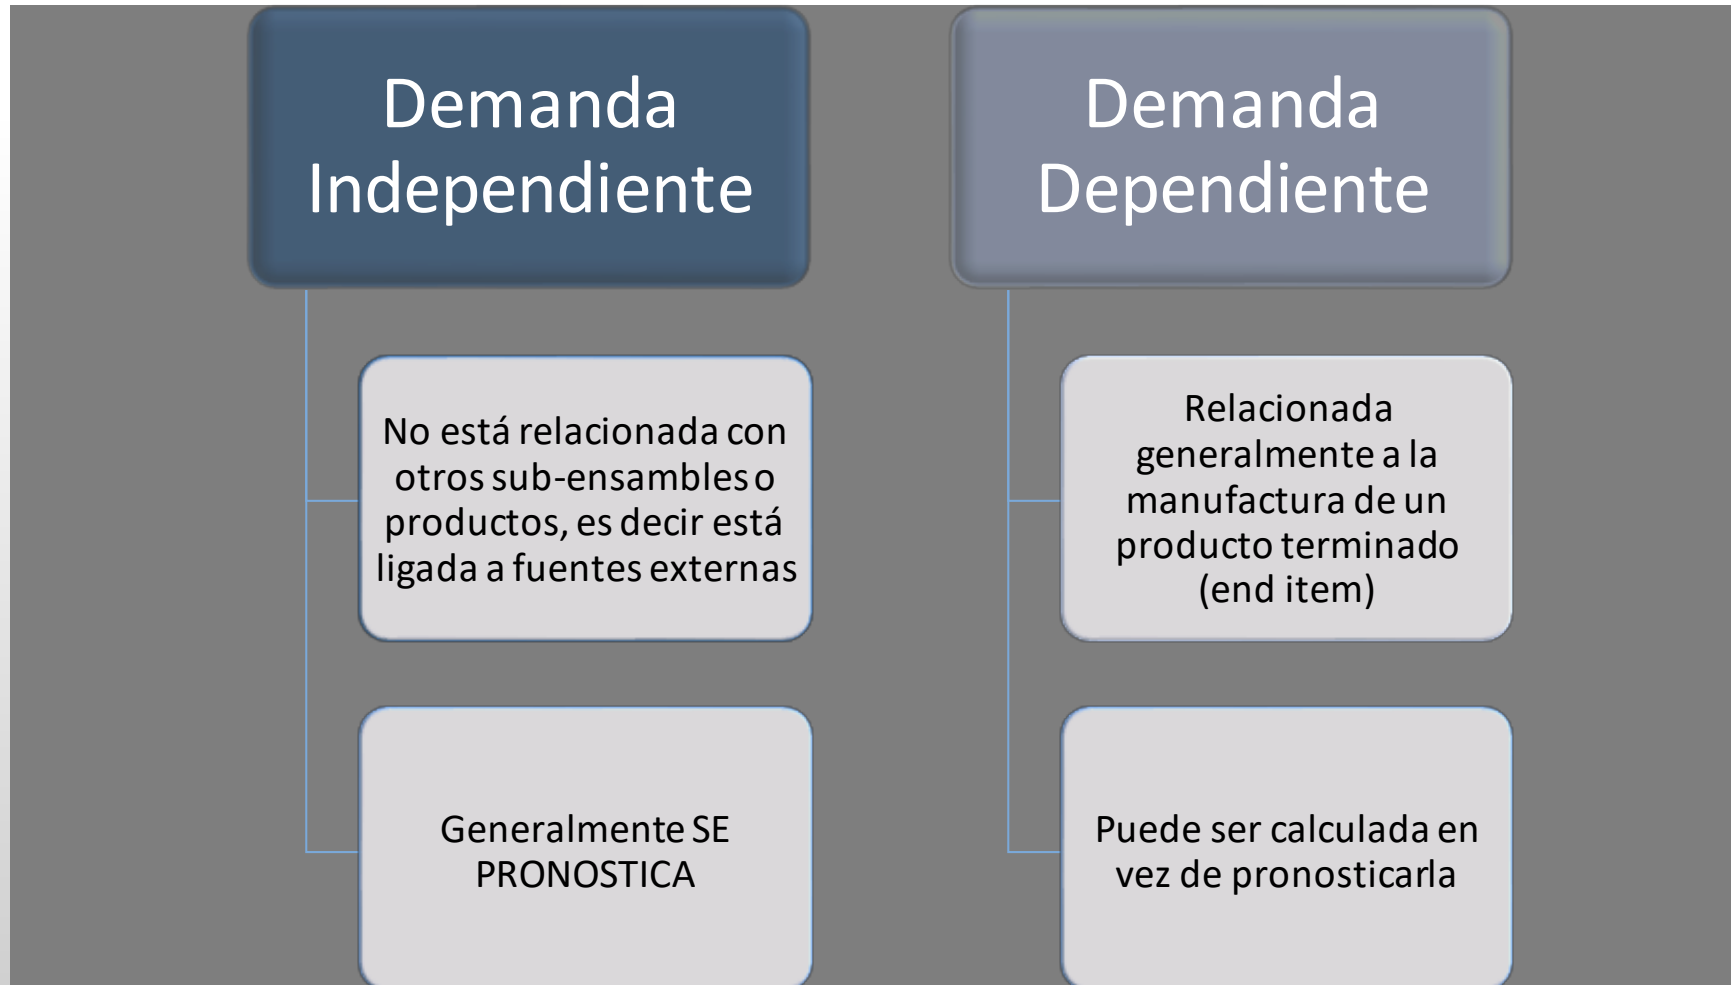 Demanda
Independiente
No está relacionada con
otros sub-ensambles o
productos, es decir está
ligada a fuentes externas
Generalmente SE
PRONOSTICA
Demanda
Dependiente
Relacionada
generalmente a la
manufactura de un
producto terminado
(end item)
Puede ser calculada en
vez de pronosticarla